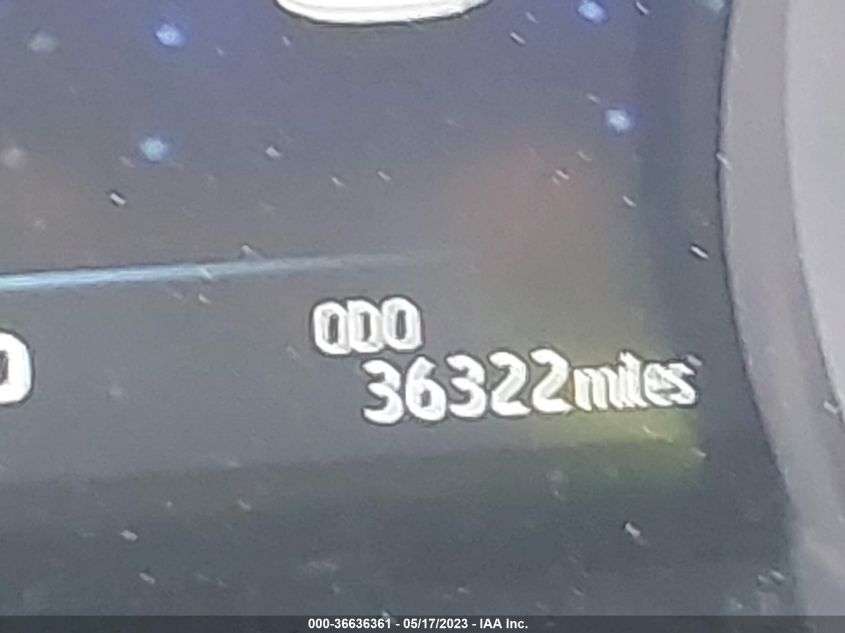 ODO
36322miles
000-36636361 - 05/17/2023 - IAA Inc.